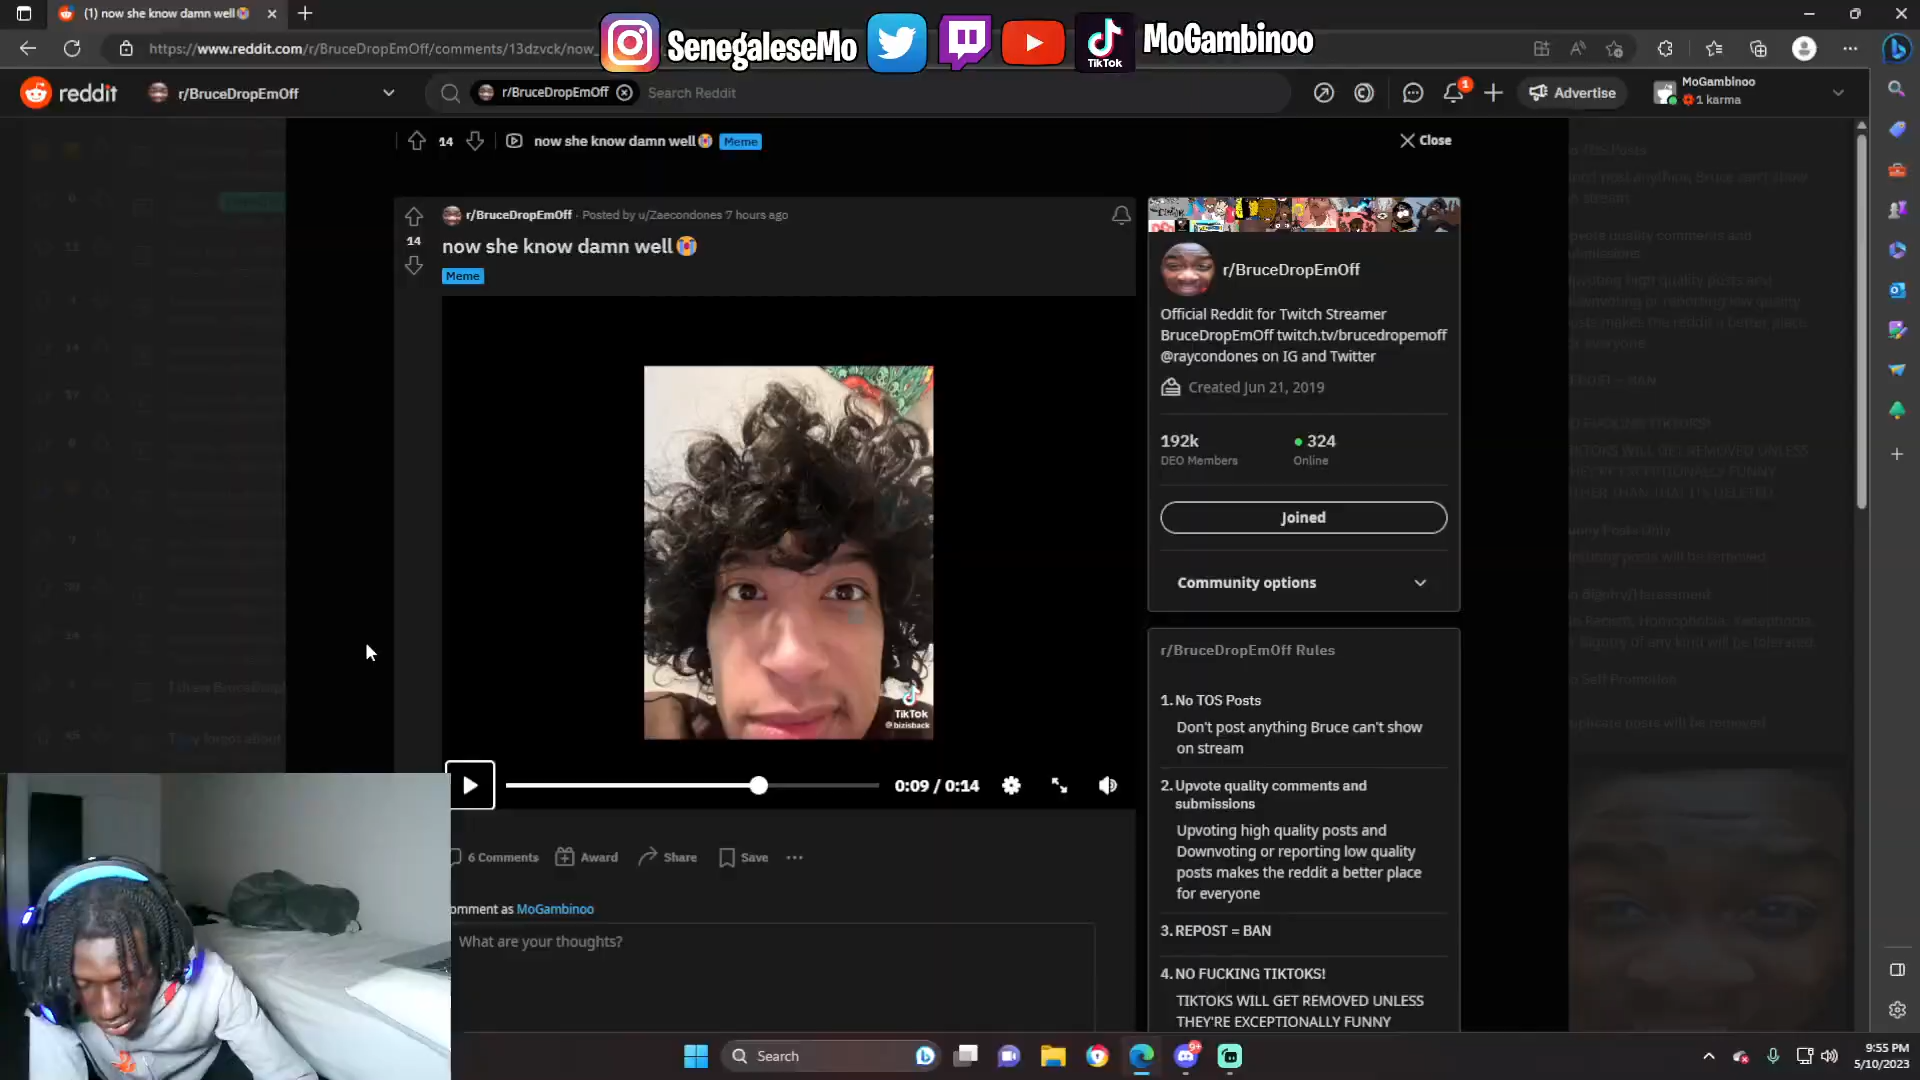 (1) now she know damn well😭
https://www.reddit.com/r/BruceDropEmOff/comments/13dzvck/now_
SenegaleseMo
TikTok
MoGambinoo
reddit
r/BruceDropEmOff
r/BruceDropEmOff
Search Reddit
1
Advertise
MoGambinoo
1 karma
14
now she know damn well😭
Meme
Close
r/BruceDropEmOff · Posted by u/Zaecondones 7 hours ago
14
now she know damn well😭
Meme
TikTok
@bizisback
0:09 / 0:14
6 Comments
Award
Share
Save
omment as MoGambinoo
What are your thoughts?
r/BruceDropEmOff
Official Reddit for Twitch Streamer
BruceDropEmOff twitch.tv/brucedropemoff
@raycondones on IG and Twitter
Created Jun 21, 2019
192k
DEO Members
324
Online
Joined
Community options
r/BruceDropEmOff Rules
1. No TOS Posts
Don't post anything Bruce can't show
on stream
2. Upvote quality comments and
submissions
Upvoting high quality posts and
Downvoting or reporting low quality
posts makes the reddit a better place
for everyone
3. REPOST = BAN
4. NO FUCKING TIKTOKS!
TIKTOKS WILL GET REMOVED UNLESS
THEY'RE EXCEPTIONALLY FUNNY
Search
9+
9:55 PM
5/10/2023